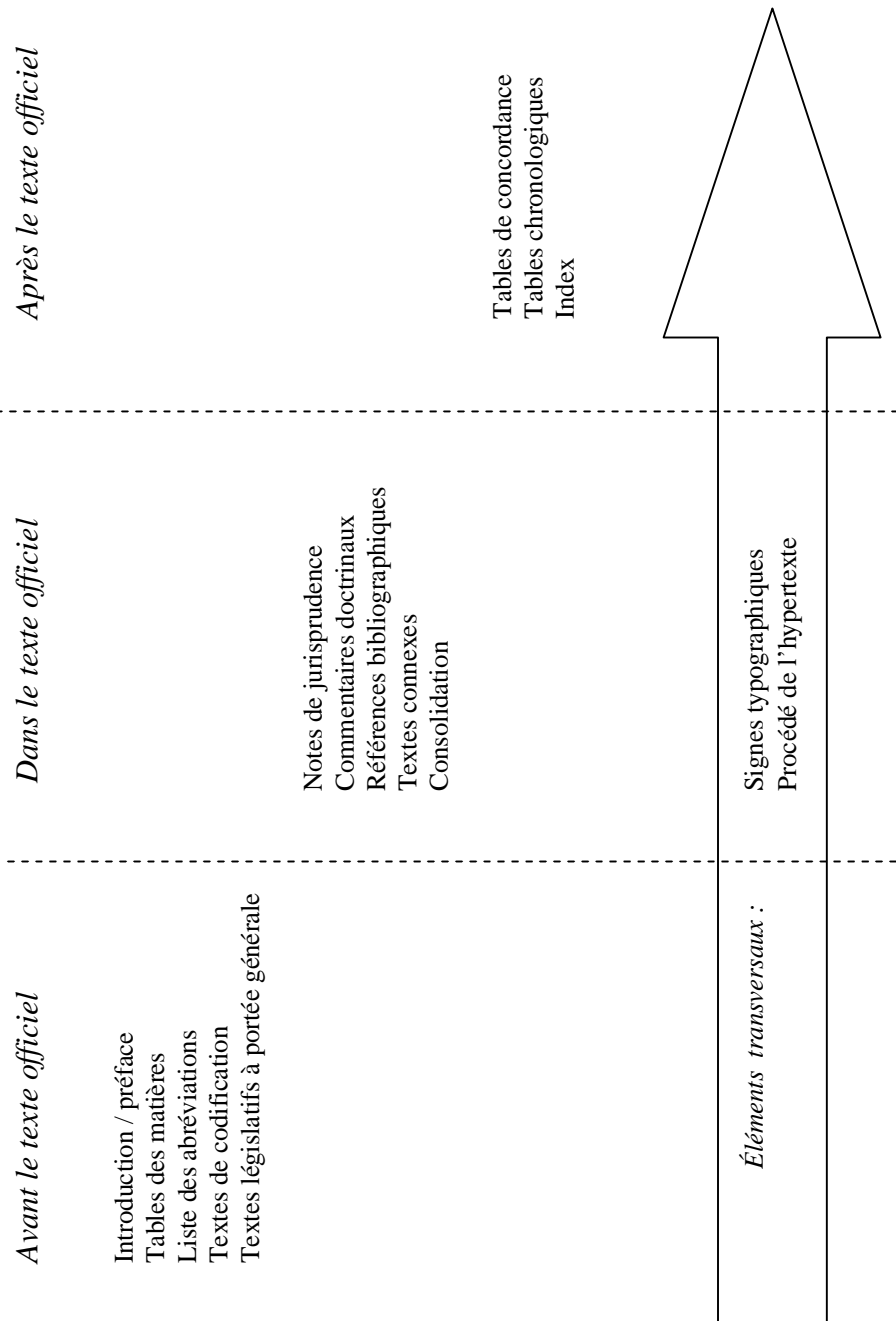 Avant le texte officiel
Introduction / préface
Tables des matières
Liste des abréviations
Textes de codification
Textes législatifs à portée générale
Dans le texte officiel
Notes de jurisprudence
Commentaires doctrinaux
Références bibliographiques
Textes connexes
Consolidation
Après le texte officiel
Tables de concordance
Tables chronologiques
Index
Éléments transversaux :
Signes typographiques
Procédé de l’hypertexte